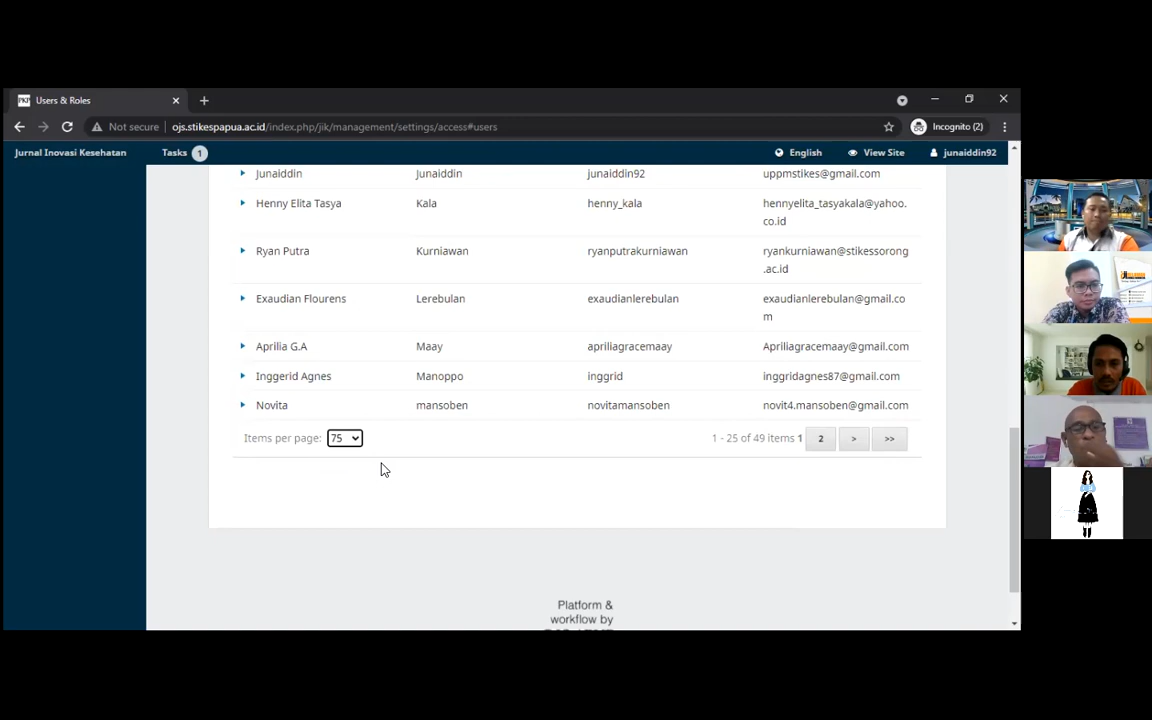 Users & Roles
Not secure ojs.stikespapua.ac.id/index.php/jik/management/settings/access#users
Incognito (2)
Jurnal Inovasi Kesehatan Tasks 1 English View Site junaiddin92
Junaiddin Junaiddin junaiddin92 uppmstikes@gmail.com
Henny Elita Tasya Kala henny_kala hennyelita_tasyakala@yahoo.
co.id
Ryan Putra Kurniawan ryanputrakurniawan ryankurniawan@stikessorong
.ac.id
Exaudian Flourens Lerebulan exaudianlerebulan exaudianlerebulan@gmail.co
m
Aprilia G.A Maay apriliagracemaay Apriliagracemaay@gmail.com
Inggerid Agnes Manoppo inggrid inggridagnes87@gmail.com
Novita mansoben novitamansoben novit4.mansoben@gmail.com
Items per page: 75 1 - 25 of 49 items 1 2 > >>
Platform &
workflow by